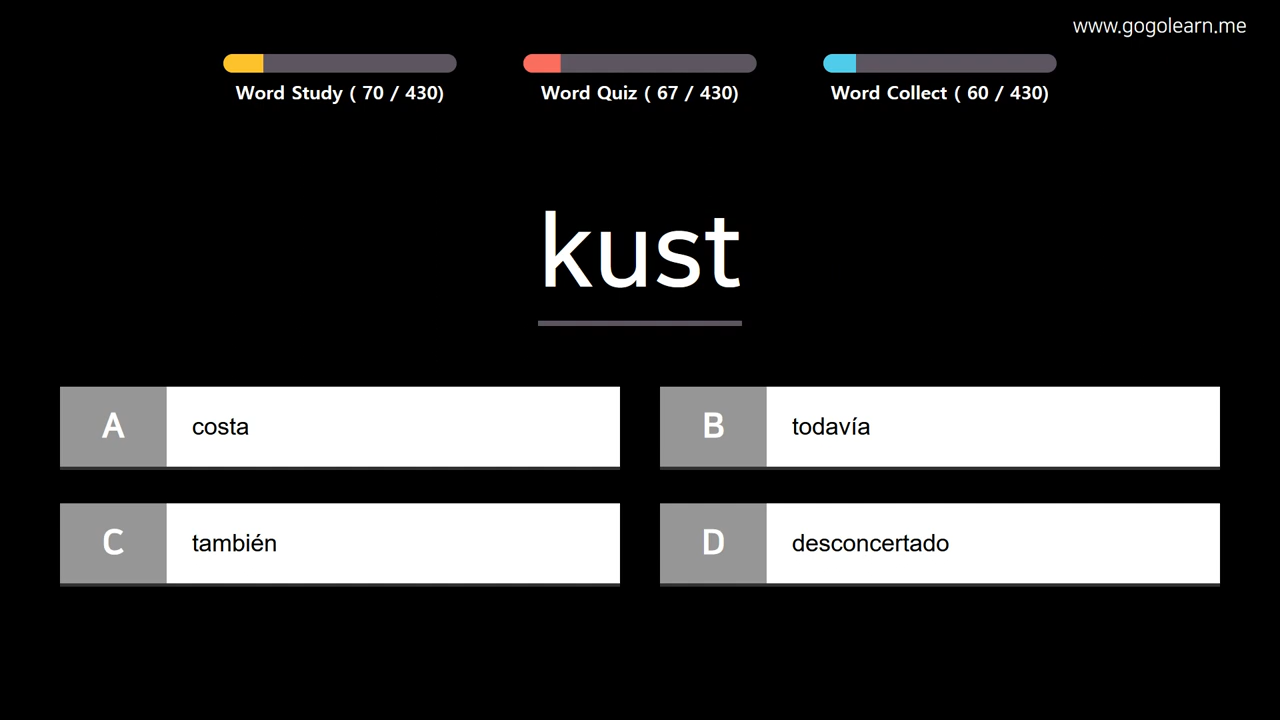 www.gogolearn.me
Word Study ( 70 / 430)
Word Quiz ( 67 / 430)
Word Collect ( 60 / 430)
kust
A costa
B todavía
C también
D desconcertado